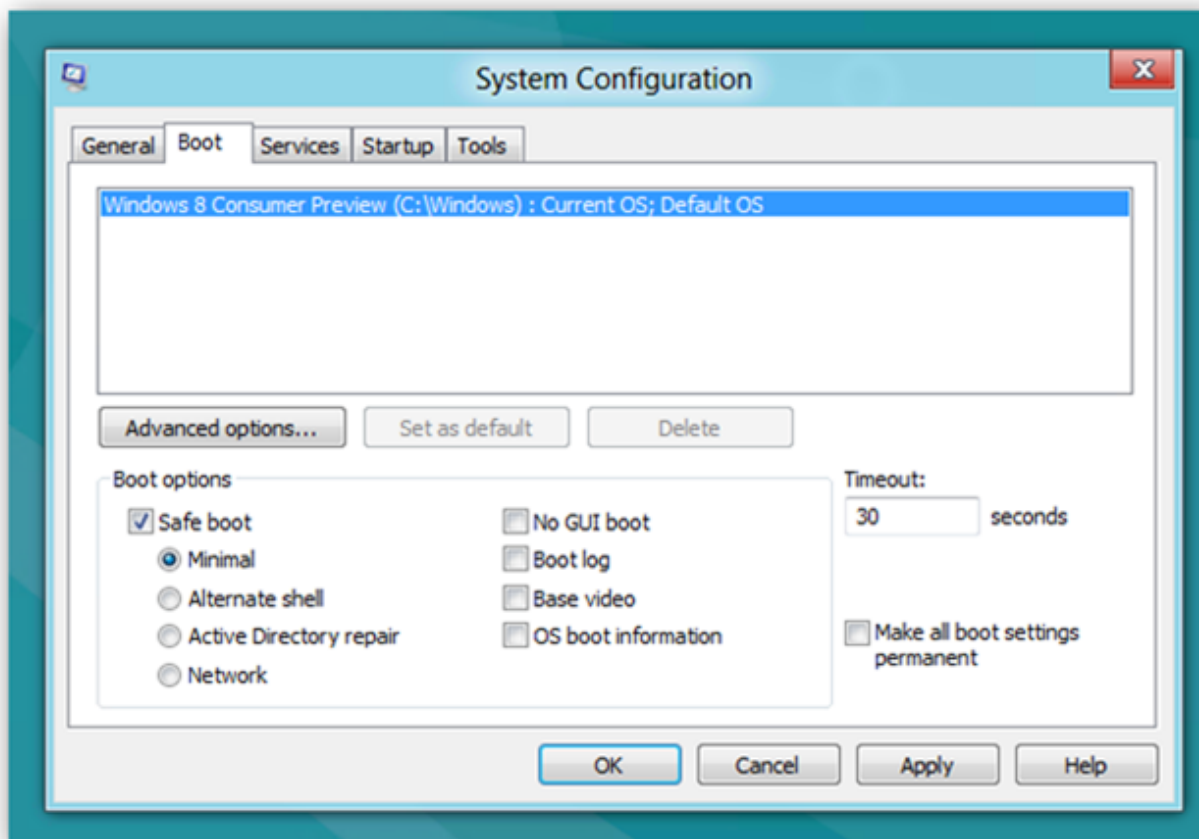 System Configuration
General Boot Services Startup Tools
Windows 8 Consumer Preview (C:\Windows) : Current OS; Default OS
Advanced options... Set as default Delete
Boot options
Timeout:
Safe boot No GUI boot 30 seconds
Minimal Boot log
Alternate shell Base video
Active Directory repair OS boot information Make all boot settings
permanent
Network
OK Cancel Apply Help